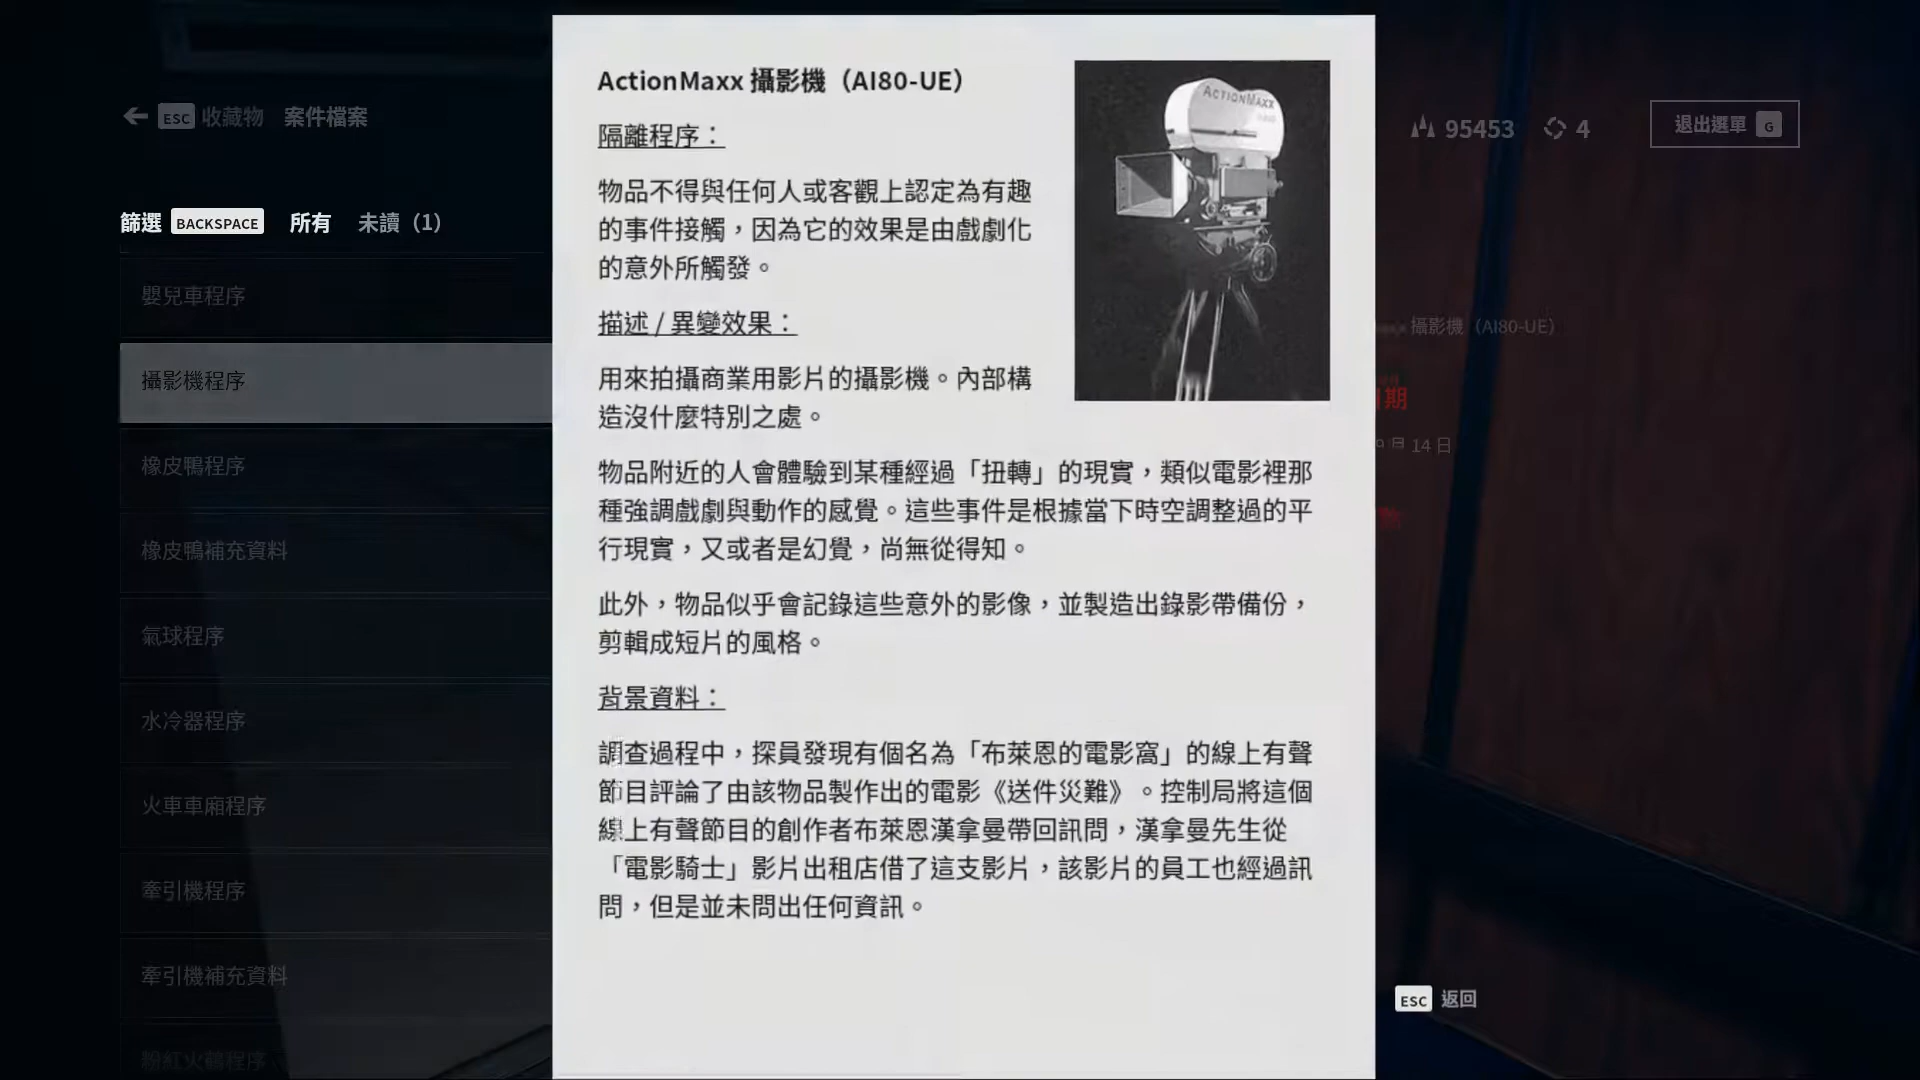 ESC 收藏物 案件檔案
95453 4
退出選單 G
篩選 BACKSPACE 所有 未讀（1）
嬰兒車程序
攝影機程序
橡皮鴨程序
橡皮鴨補充資料
氣球程序
水冷器程序
火車車廂程序
牽引機程序
牽引機補充資料
粉紅火鶴程序
ActionMaxx 攝影機（AI80-UE）
ACTIONMAXX
隔離程序：
物品不得與任何人或客觀上認定為有趣
的事件接觸，因為它的效果是由戲劇化
的意外所觸發。
描述 / 異變效果：
用來拍攝商業用影片的攝影機。內部構
造沒什麼特別之處。
物品附近的人會體驗到某種經過「扭轉」的現實，類似電影裡那
種強調戲劇與動作的感覺。這些事件是根據當下時空調整過的平
行現實，又或者是幻覺，尚無從得知。
此外，物品似乎會記錄這些意外的影像，並製造出錄影帶備份，
剪輯成短片的風格。
背景資料：
調查過程中，探員發現有個名為「布萊恩的電影窩」的線上有聲
節目評論了由該物品製作出的電影《送件災難》。控制局將這個
線上有聲節目的創作者布萊恩漢拿曼帶回訊問，漢拿曼先生從
「電影騎士」影片出租店借了這支影片，該影片的員工也經過訊
問，但是並未問出任何資訊。
攝影機（AI80-UE）
期
月 14 日
ESC 返回